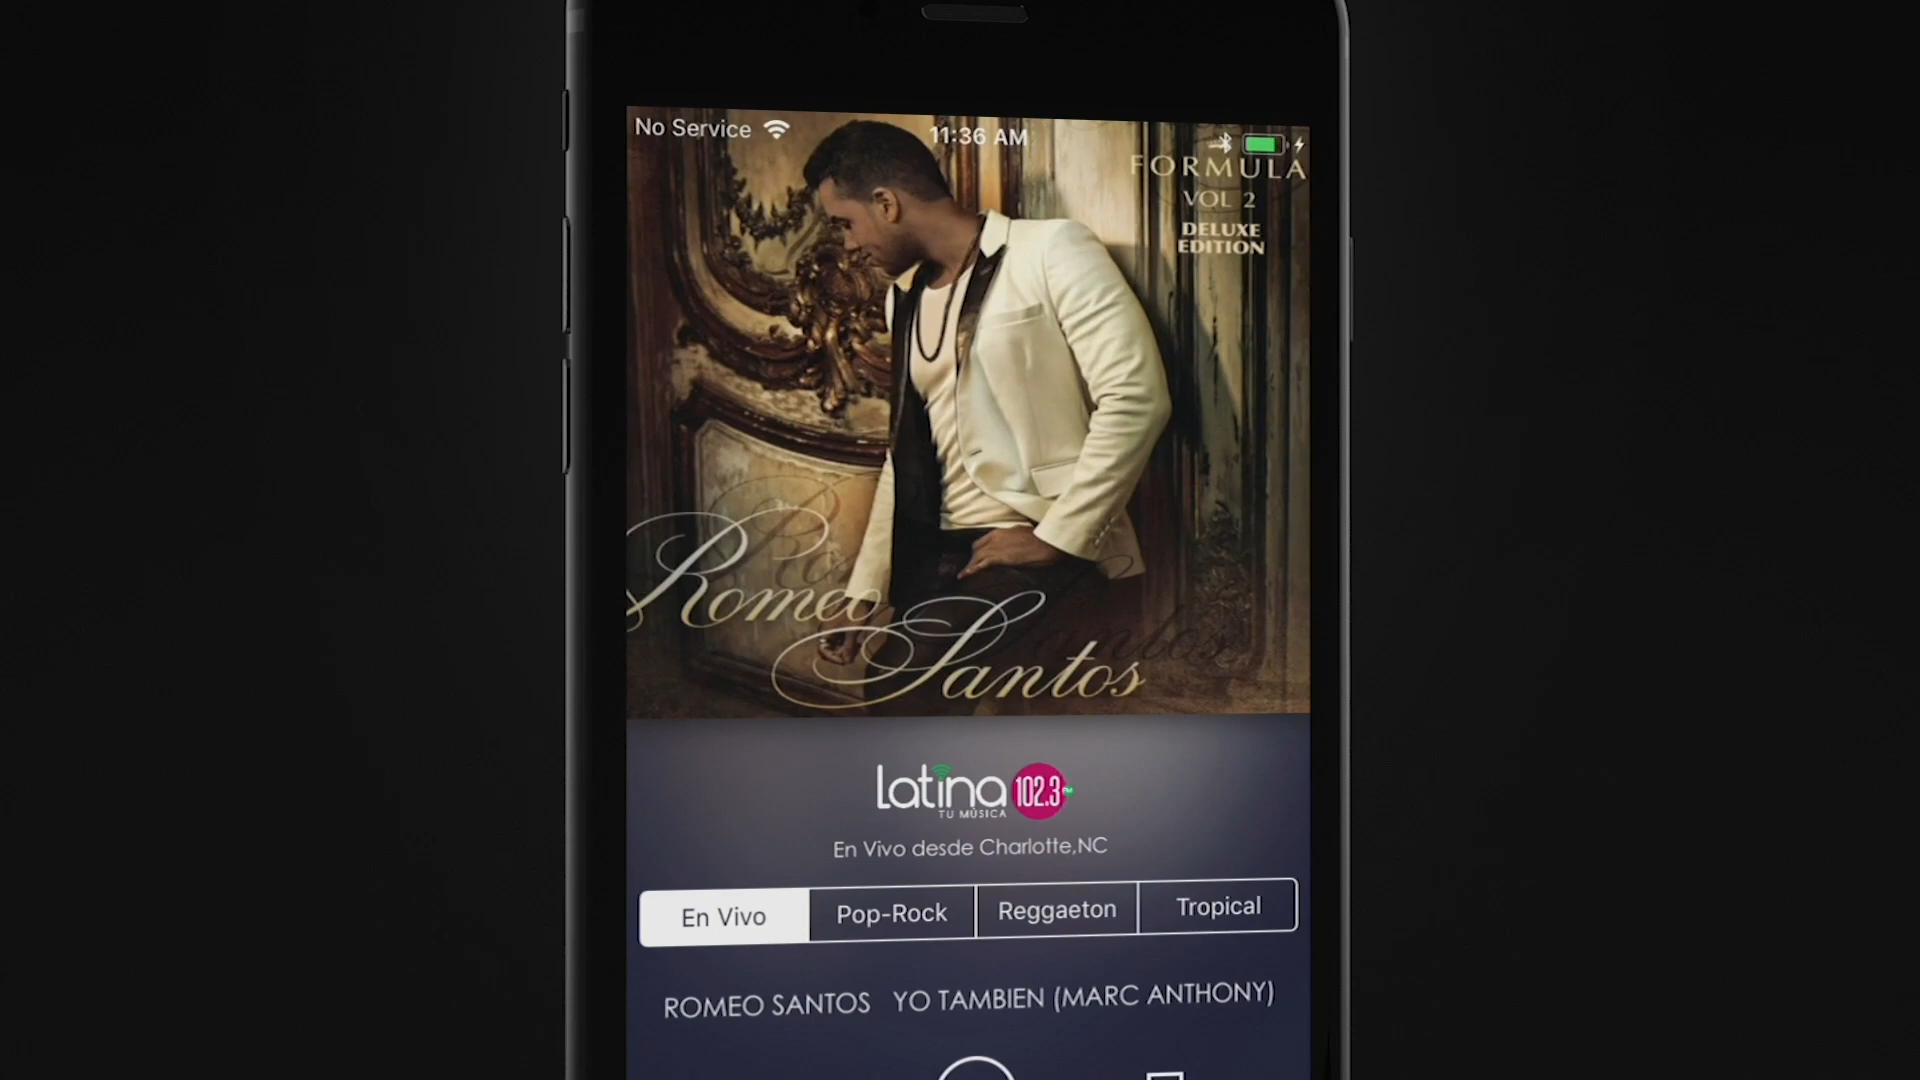 No Service
11:36 AM
FORMULA
VOL 2
DELUXE
EDITION
Romeo
Santos
Latina 102.3 FM
TU MÚSICA
En Vivo desde Charlotte,NC
En Vivo
Pop-Rock
Reggaeton
Tropical
ROMEO SANTOS YO TAMBIEN (MARC ANTHONY)